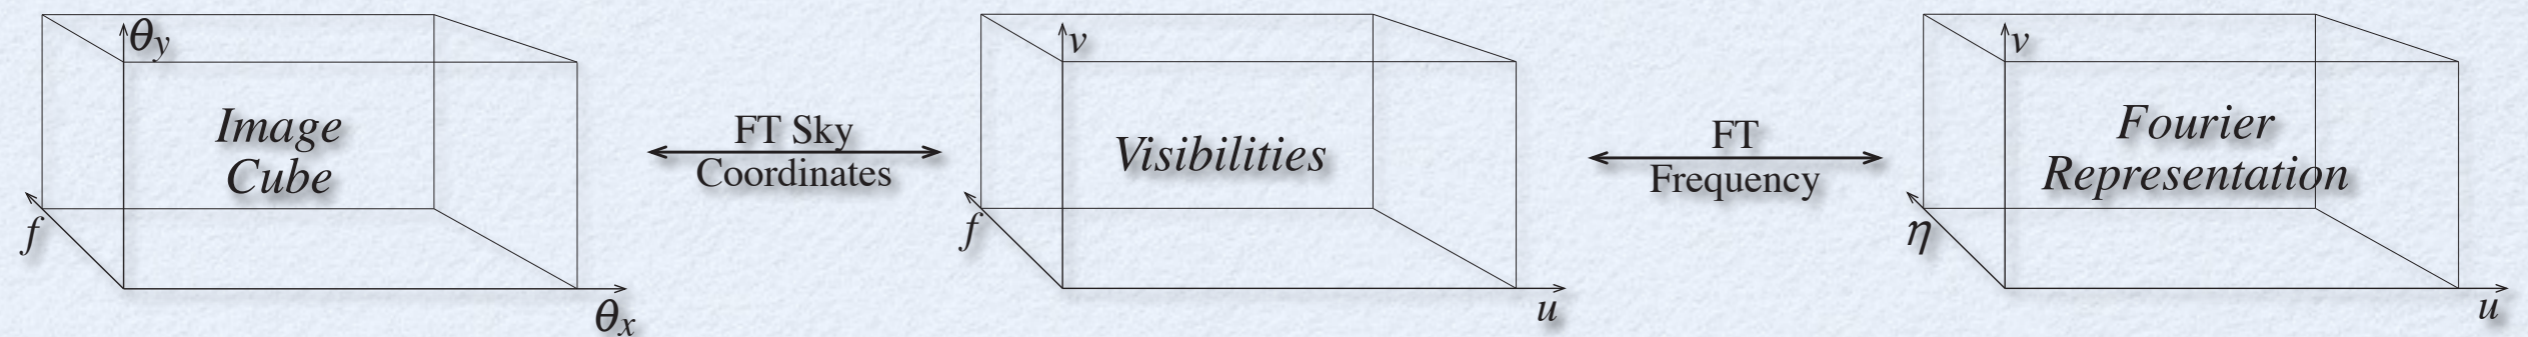 θy
Image
Cube
f
θx
FT Sky
Coordinates
v
Visibilities
f
u
FT
Frequency
v
Fourier
Representation
η
u